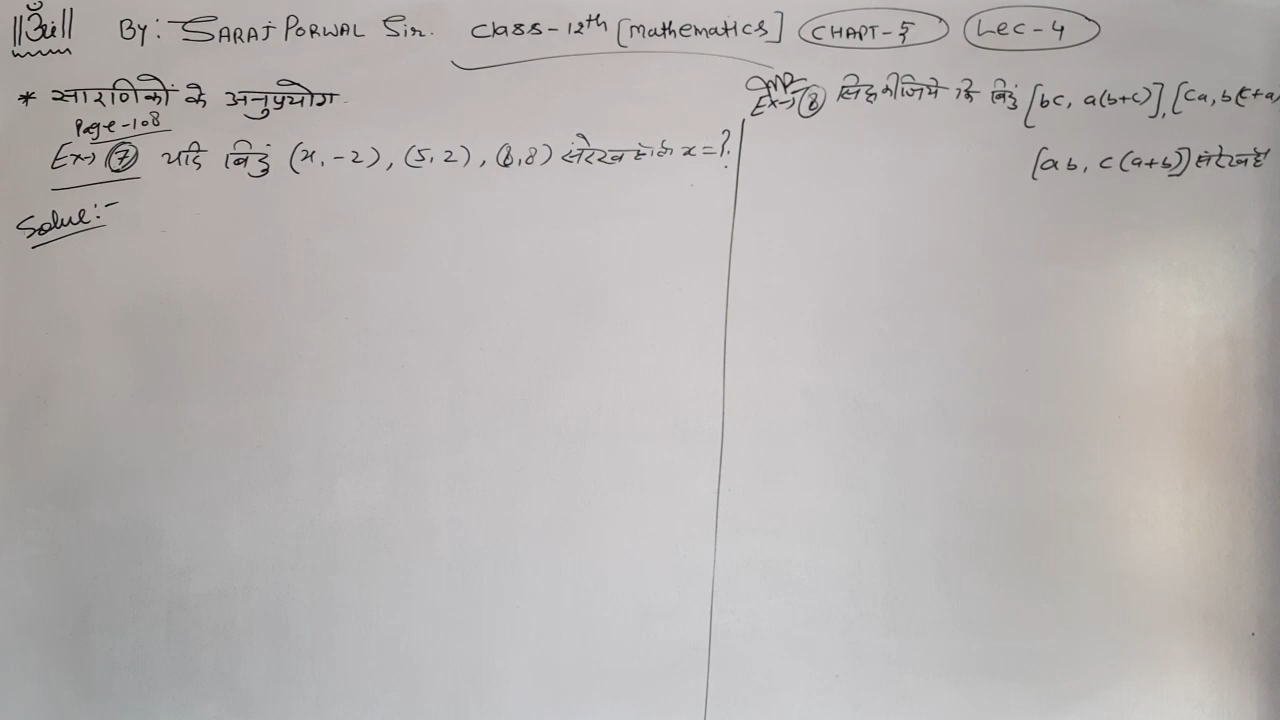 ||ॐ|| By: SARAJ PORWAL Sir. Class-12th [Mathematics] CHAPT-5 Lec-4
* सारणिकों के अनुप्रयोग
Page-108
Ex→ 7 यदि बिंदु (x,-2), (5,2), (8,8) संरेख हो तो x=?
Solve:-
Imp
Ex→ 8 सिद्ध कीजिये कि बिंदु [bc, a(b+c)], [ca, b(c+a)
[ab, c(a+b)] संरेख है